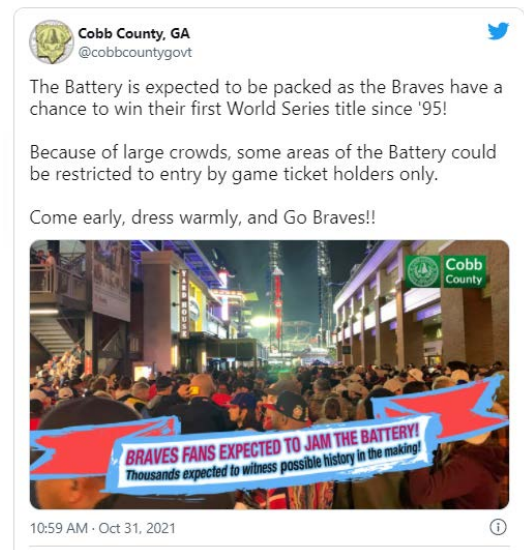 Cobb County, GA
@cobbcountygovt
The Battery is expected to be packed as the Braves have a
chance to win their first World Series title since '95!
Because of large crowds, some areas of the Battery could
be restricted to entry by game ticket holders only.
Come early, dress warmly, and Go Braves!!
Cobb
County
YARD HOUSE
BRAVES FANS EXPECTED TO JAM THE BATTERY!
Thousands expected to witness possible history in the making!
10:59 AM · Oct 31, 2021